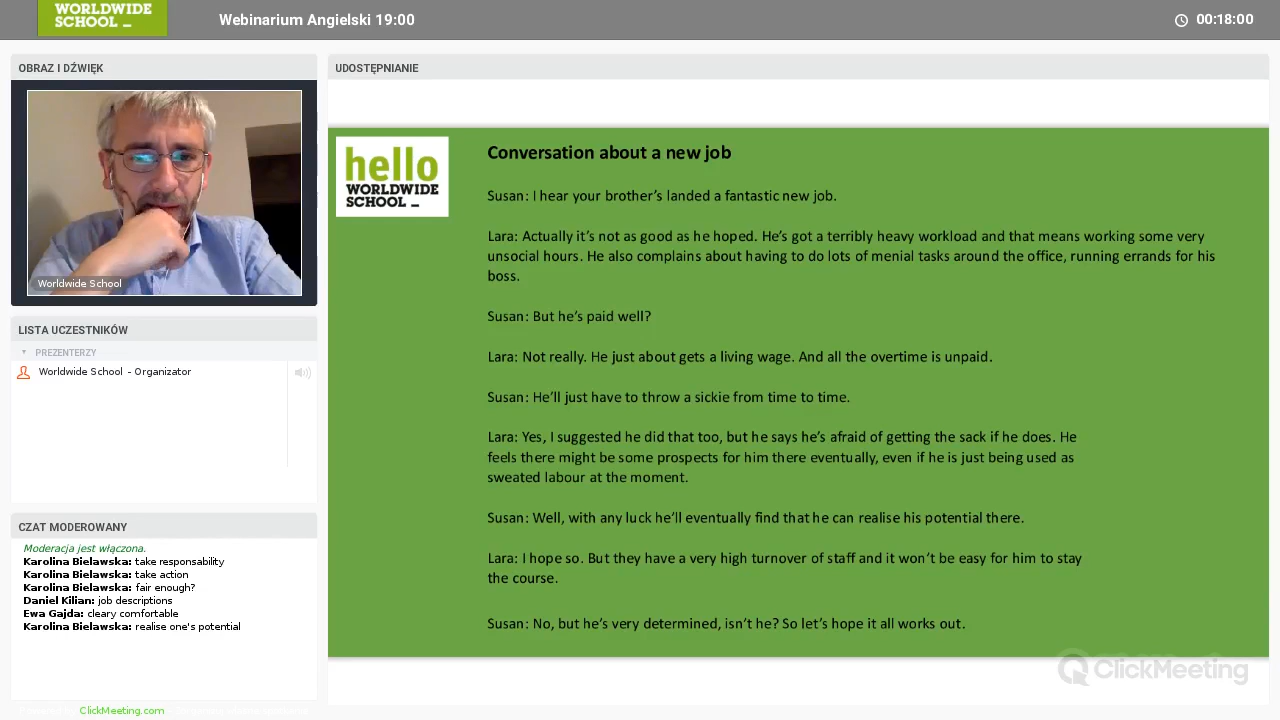 WORLDWIDE
SCHOOL _
Webinarium Angielski 19:00
00:18:00
OBRAZ I DŹWIĘK
Worldwide School
LISTA UCZESTNIKÓW
PREZENTERZY
Worldwide School - Organizator
CZAT MODEROWANY
Moderacja jest włączona.
Karolina Bielawska: take responsability
Karolina Bielawska: take action
Karolina Bielawska: fair enough?
Daniel Kilian: job descriptions
Ewa Gajda: cleary comfortable
Karolina Bielawska: realise one's potential
ClickMeeting.com
UDOSTĘPNIANIE
hello
WORLDWIDE
SCHOOL _
Conversation about a new job
Susan: I hear your brother's landed a fantastic new job.
Lara: Actually it's not as good as he hoped. He's got a terribly heavy workload and that means working some very
unsocial hours. He also complains about having to do lots of menial tasks around the office, running errands for his
boss.
Susan: But he's paid well?
Lara: Not really. He just about gets a living wage. And all the overtime is unpaid.
Susan: He'll just have to throw a sickie from time to time.
Lara: Yes, I suggested he did that too, but he says he's afraid of getting the sack if he does. He
feels there might be some prospects for him there eventually, even if he is just being used as
sweated labour at the moment.
Susan: Well, with any luck he'll eventually find that he can realise his potential there.
Lara: I hope so. But they have a very high turnover of staff and it won't be easy for him to stay
the course.
Susan: No, but he's very determined, isn't he? So let's hope it all works out.
ClickMeeting